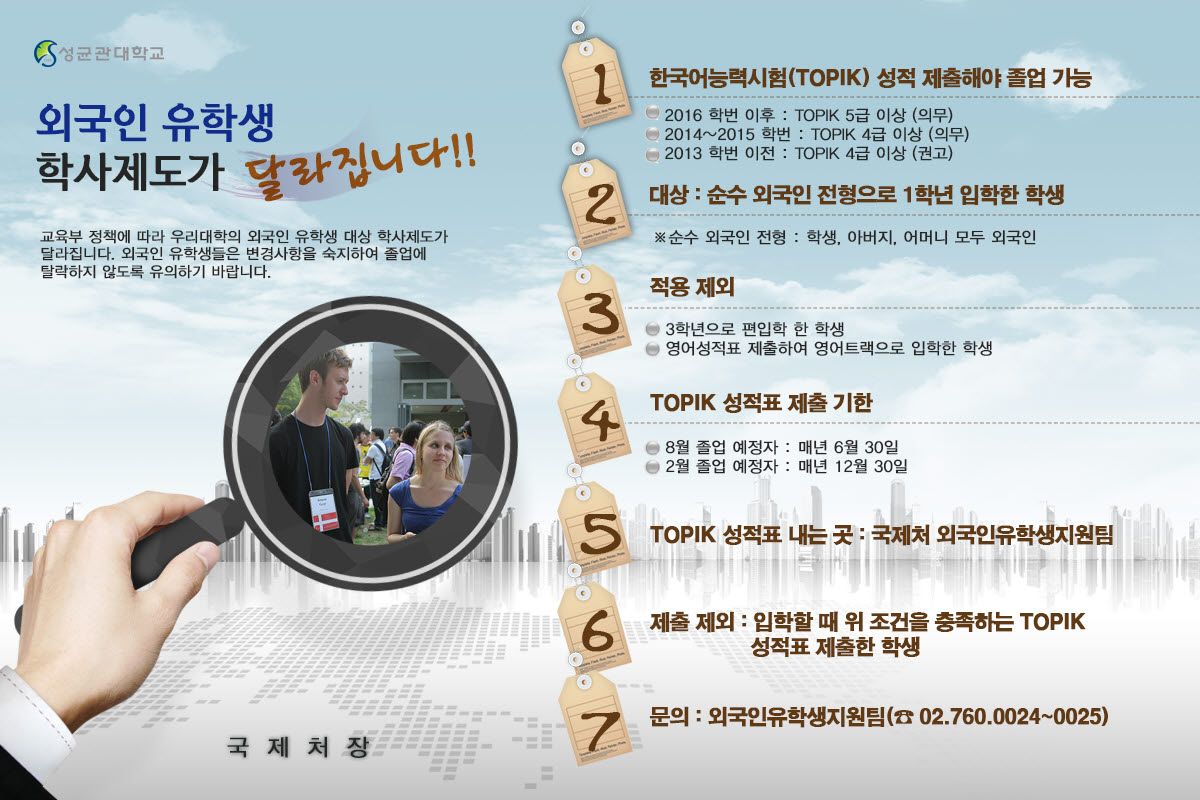 성균관대학교
외국인 유학생
학사제도가 달라집니다!!
교육부 정책에 따라 우리대학의 외국인 유학생 대상 학사제도가
달라집니다. 외국인 유학생들은 변경사항을 숙지하여 졸업에
탈락하지 않도록 유의하기 바랍니다.
국 제 처 장
1
한국어능력시험(TOPIK) 성적 제출해야 졸업 가능
2016 학번 이후 : TOPIK 5급 이상 (의무)
2014~2015 학번 : TOPIK 4급 이상 (의무)
2013 학번 이전 : TOPIK 4급 이상 (권고)
2
대상 : 순수 외국인 전형으로 1학년 입학한 학생
※순수 외국인 전형 : 학생, 아버지, 어머니 모두 외국인
3
적용 제외
3학년으로 편입학 한 학생
영어성적표 제출하여 영어트랙으로 입학한 학생
4
TOPIK 성적표 제출 기한
8월 졸업 예정자 : 매년 6월 30일
2월 졸업 예정자 : 매년 12월 30일
5
TOPIK 성적표 내는 곳 : 국제처 외국인유학생지원팀
6
제출 제외 : 입학할 때 위 조건을 충족하는 TOPIK
성적표 제출한 학생
7
문의 : 외국인유학생지원팀(☎ 02.760.0024~0025)